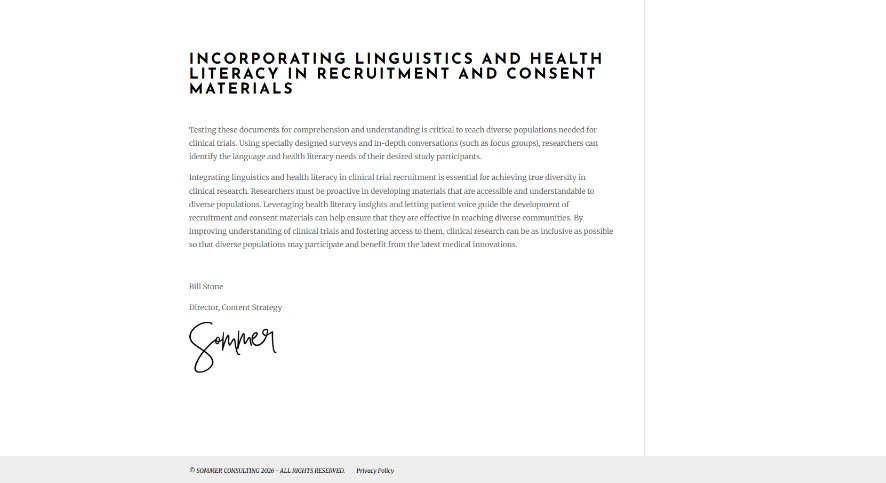 INCORPORATING LINGUISTICS AND HEALTH
LITERACY IN RECRUITMENT AND CONSENT
MATERIALS
Testing these documents for comprehension and understanding is critical to reach diverse populations needed for
clinical trials. Using specially designed surveys and in-depth conversations (such as focus groups), researchers can
identify the language and health literacy needs of their desired study participants.
Integrating linguistics and health literacy in clinical trial recruitment is essential for achieving true diversity in
clinical research. Researchers must be proactive in developing materials that are accessible and understandable to
diverse populations. Leveraging health literacy insights and letting patient voice guide the development of
recruitment and consent materials can help ensure that they are effective in reaching diverse communities. By
improving understanding of clinical trials and fostering access to them, clinical research can be as inclusive as possible
so that diverse populations may participate and benefit from the latest medical innovations.
Bill Stone
Director, Content Strategy
Sommer
© SOMMER CONSULTING 2026 - ALL RIGHTS RESERVED. Privacy Policy